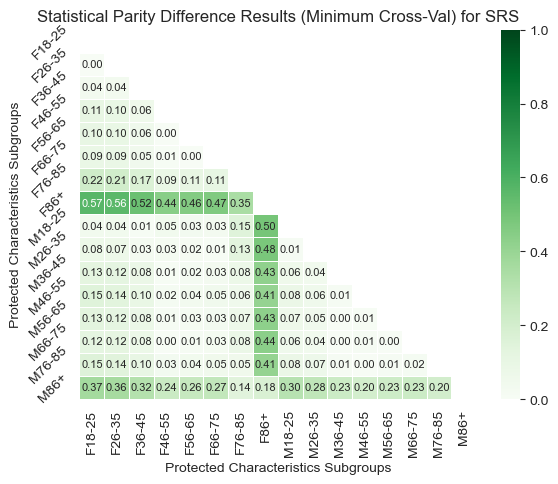 Statistical Parity Difference Results (Minimum Cross-Val) for SRS
Protected Characteristics Subgroups
F18-25
F26-35 0.00
F36-45 0.04 0.04
F46-55 0.11 0.10 0.06
F56-65 0.10 0.10 0.06 0.00
F66-75 0.09 0.09 0.05 0.01 0.00
F76-85 0.22 0.21 0.17 0.09 0.11 0.11
F86+ 0.57 0.56 0.52 0.44 0.46 0.47 0.35
M18-25 0.04 0.04 0.01 0.05 0.03 0.03 0.15 0.50
M26-35 0.08 0.07 0.03 0.03 0.02 0.01 0.13 0.48 0.01
M36-45 0.13 0.12 0.08 0.01 0.02 0.03 0.08 0.43 0.06 0.04
M46-55 0.15 0.14 0.10 0.02 0.04 0.05 0.06 0.41 0.08 0.06 0.01
M56-65 0.13 0.12 0.08 0.01 0.03 0.03 0.07 0.43 0.07 0.05 0.00 0.01
M66-75 0.12 0.12 0.08 0.00 0.01 0.03 0.08 0.44 0.06 0.04 0.00 0.01 0.00
M76-85 0.15 0.14 0.10 0.03 0.04 0.05 0.05 0.41 0.08 0.07 0.01 0.00 0.01 0.02
M86+ 0.37 0.36 0.32 0.24 0.26 0.27 0.14 0.18 0.30 0.28 0.23 0.20 0.23 0.23 0.20
F18-25 F26-35 F36-45 F46-55 F56-65 F66-75 F76-85 F86+ M18-25 M26-35 M36-45 M46-55 M56-65 M66-75 M76-85 M86+
Protected Characteristics Subgroups
1.0
0.8
0.6
0.4
0.2
0.0